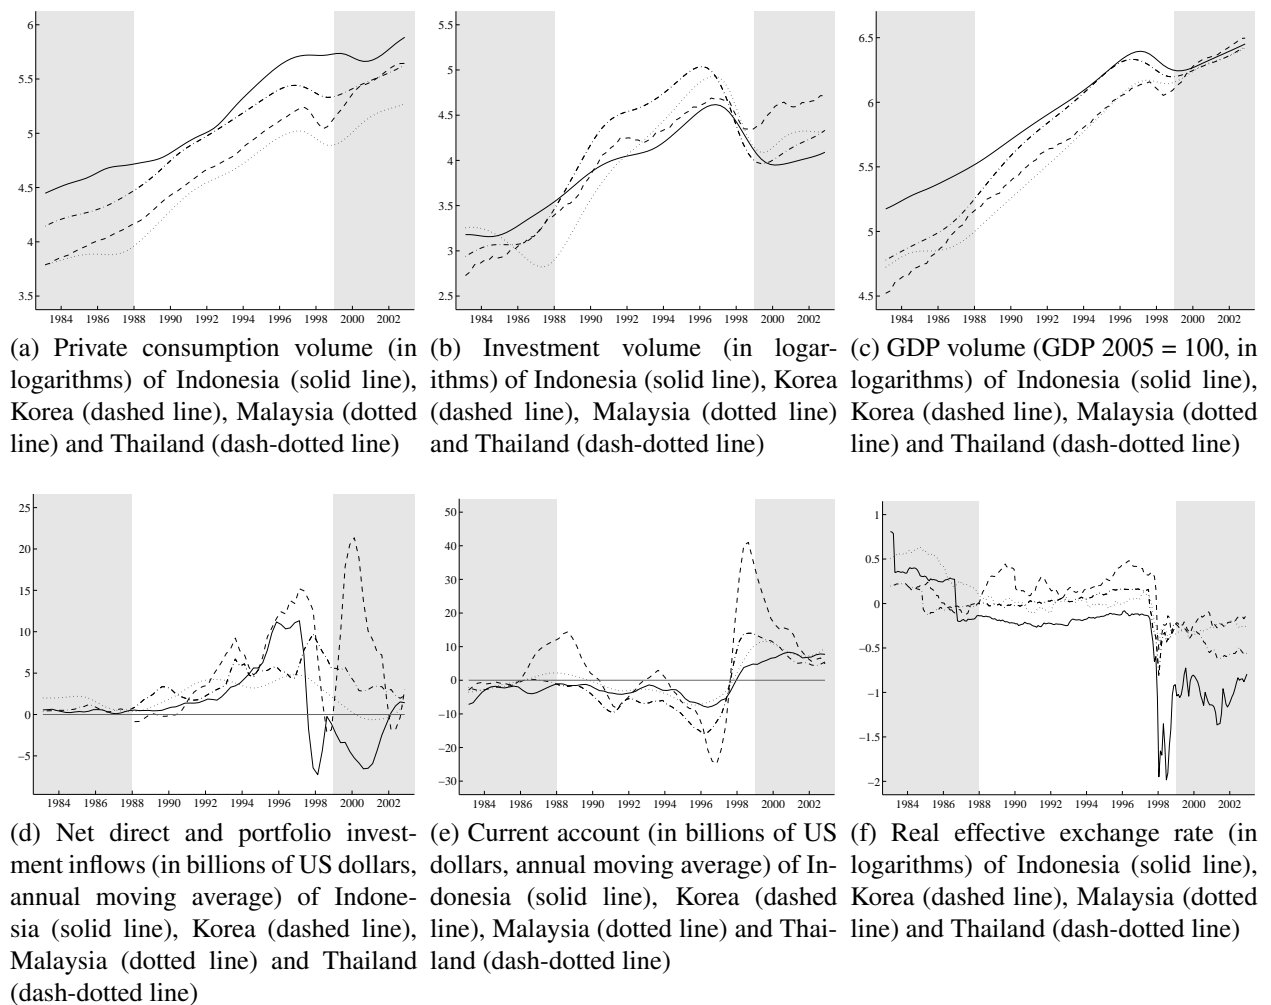 6
5.5
5
4.5
4
3.5
1984 1986 1988 1990 1992 1994 1996 1998 2000 2002
(a) Private consumption volume (in
logarithms) of Indonesia (solid line),
Korea (dashed line), Malaysia (dotted
line) and Thailand (dash-dotted line)
5.5
5
4.5
4
3.5
3
2.5
1984 1986 1988 1990 1992 1994 1996 1998 2000 2002
(b) Investment volume (in logar-
ithms) of Indonesia (solid line), Korea
(dashed line), Malaysia (dotted line)
and Thailand (dash-dotted line)
6.5
6
5.5
5
4.5
1984 1986 1988 1990 1992 1994 1996 1998 2000 2002
(c) GDP volume (GDP 2005 = 100, in
logarithms) of Indonesia (solid line),
Korea (dashed line), Malaysia (dotted
line) and Thailand (dash-dotted line)
25
20
15
10
5
0
−5
1984 1986 1988 1990 1992 1994 1996 1998 2000 2002
(d) Net direct and portfolio invest-
ment inflows (in billions of US dollars,
annual moving average) of Indone-
sia (solid line), Korea (dashed line),
Malaysia (dotted line) and Thailand
(dash-dotted line)
50
40
30
20
10
0
−10
−20
−30
1984 1986 1988 1990 1992 1994 1996 1998 2000 2002
(e) Current account (in billions of US
dollars, annual moving average) of In-
donesia (solid line), Korea (dashed
line), Malaysia (dotted line) and Thai-
land (dash-dotted line)
1
0.5
0
−0.5
−1
−1.5
−2
1984 1986 1988 1990 1992 1994 1996 1998 2000 2002
(f) Real effective exchange rate (in
logarithms) of Indonesia (solid line),
Korea (dashed line), Malaysia (dotted
line) and Thailand (dash-dotted line)